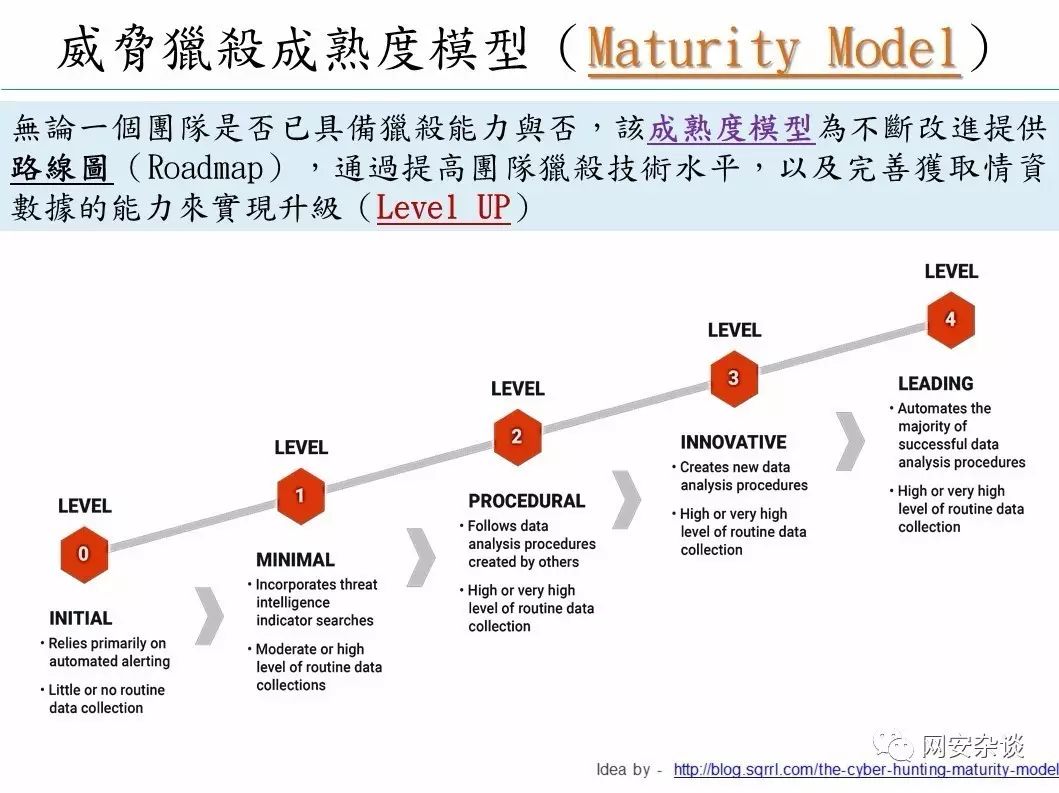 威脅獵殺成熟度模型（Maturity Model）
無論一個團隊是否已具備獵殺能力與否，該成熟度模型為不斷改進提供
路線圖（Roadmap），通過提高團隊獵殺技術水平，以及完善獲取情資
數據的能力來實現升級（Level UP）
LEVEL
0
INITIAL
• Relies primarily on
automated alerting
• Little or no routine
data collection
LEVEL
1
MINIMAL
• Incorporates threat
intelligence
indicator searches
• Moderate or high
level of routine data
collections
LEVEL
2
PROCEDURAL
• Follows data
analysis procedures
created by others
• High or very high
level of routine data
collection
LEVEL
3
INNOVATIVE
• Creates new data
analysis procedures
• High or very high
level of routine data
collection
LEVEL
4
LEADING
• Automates the
majority of
successful data
analysis procedures
• High or very high
level of routine data
collection
网安杂谈
Idea by - http://blog.sqrrl.com/the-cyber-hunting-maturity-model